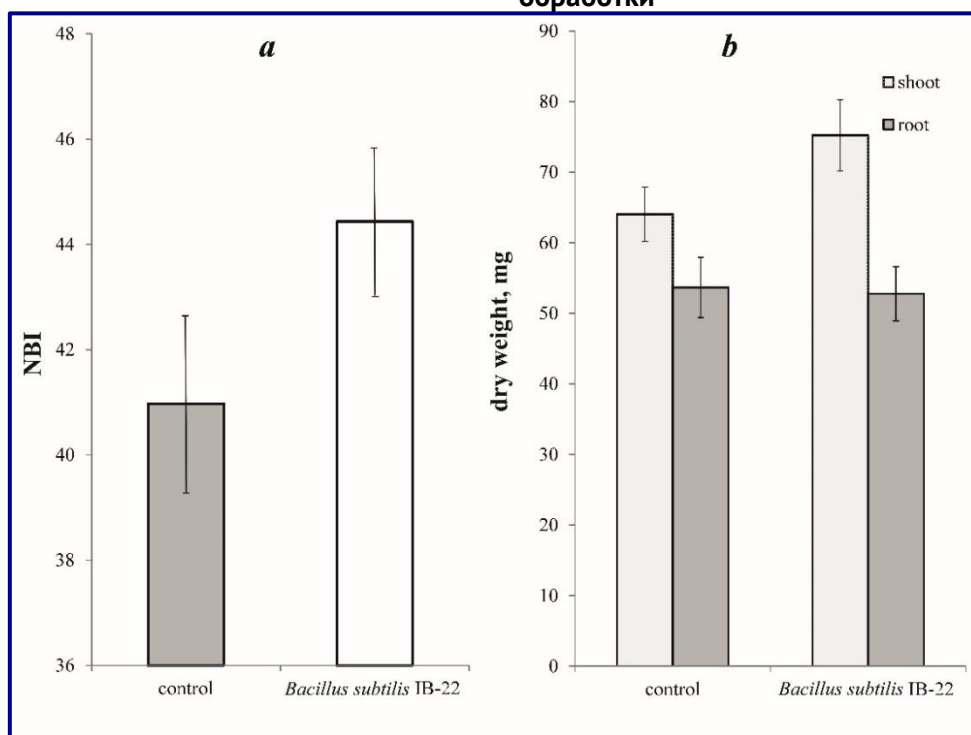 обработки
a
48
46
44
42
40
38
36
NBI
control
Bacillus subtilis IB-22
b
90
80
70
60
50
40
30
20
10
0
dry weight, mg
shoot
root
control
Bacillus subtilis IB-22